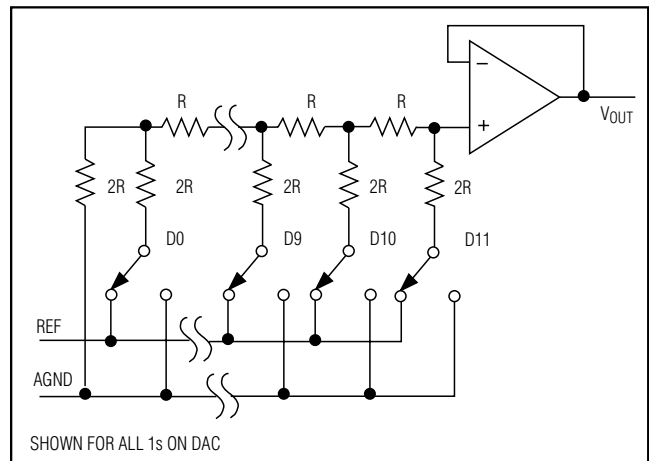 R
R
R
−
+
VOUT
2R
2R
2R
2R
2R
D0
D9
D10
D11
REF
AGND
SHOWN FOR ALL 1s ON DAC